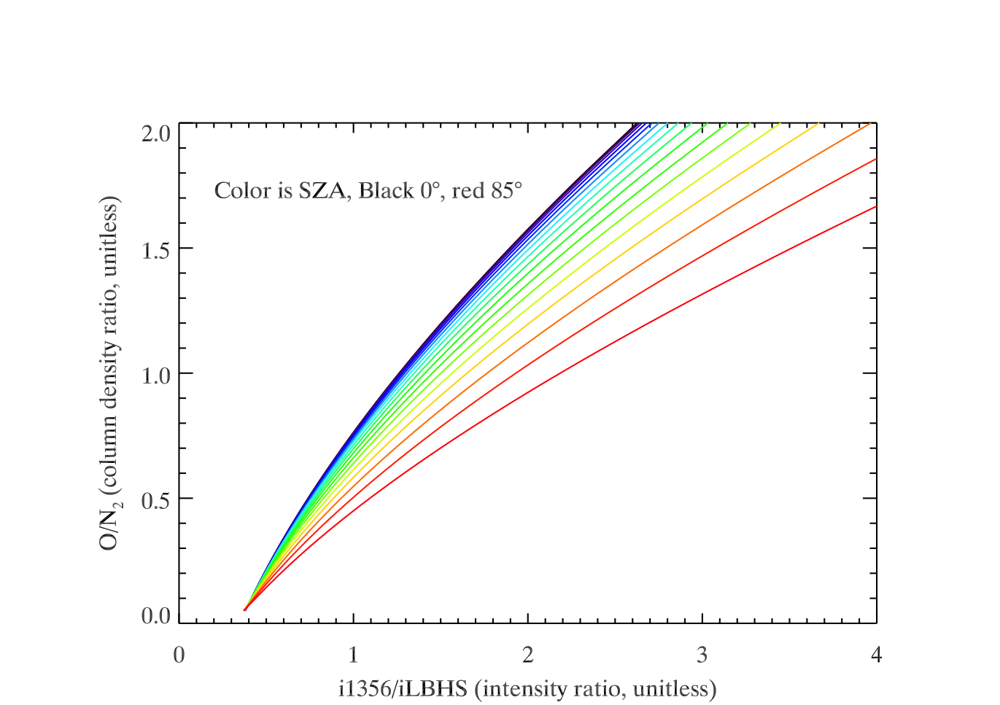 2.0
Color is SZA, Black 0°, red 85°
1.5
1.0
0.5
0.0
O/N₂ (column density ratio, unitless)
0 1 2 3 4
i1356/iLBHS (intensity ratio, unitless)